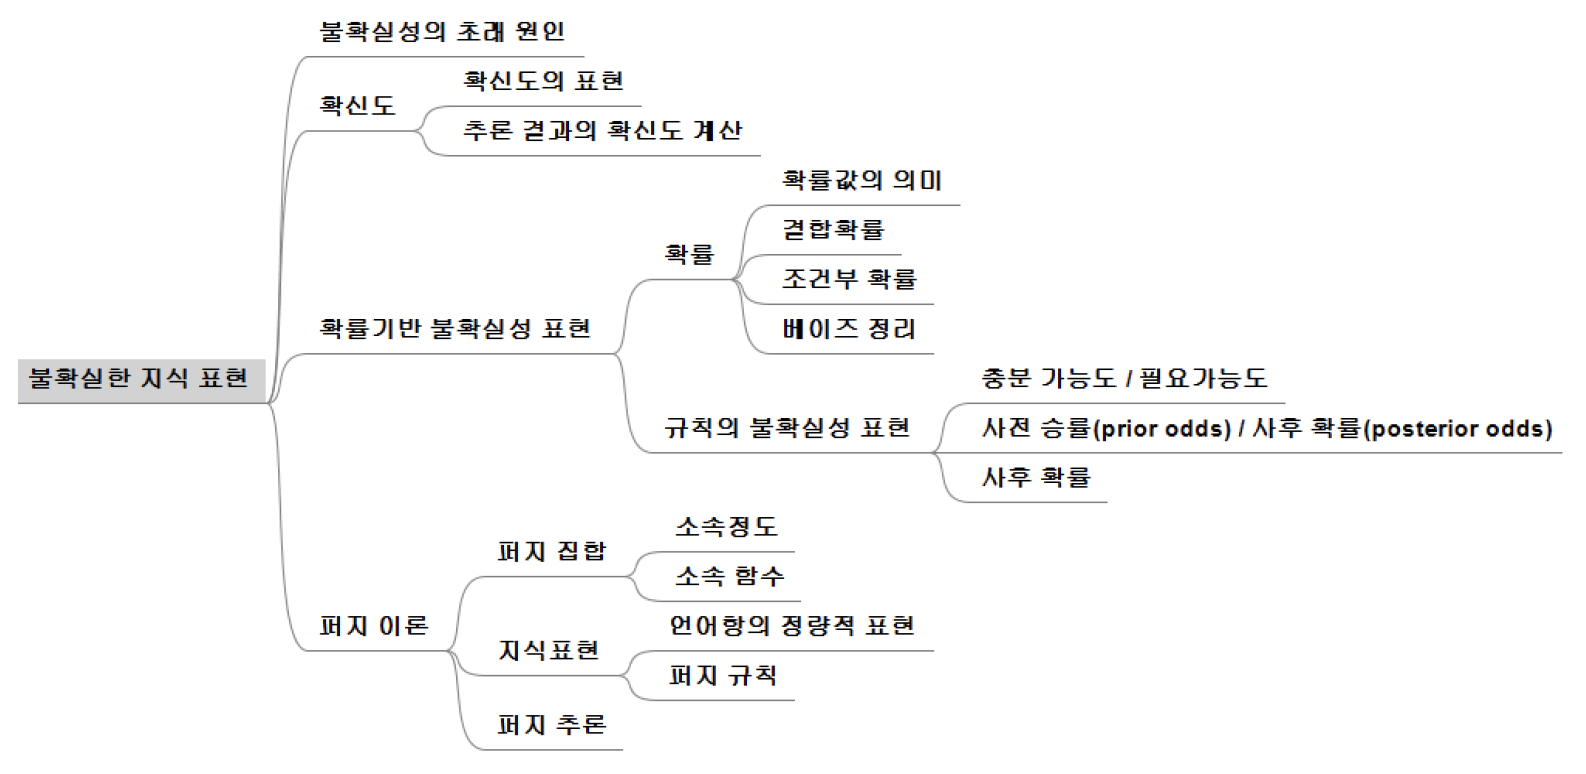 불확실성의 초래 원인
확신도의 표현
확신도
추론 결과의 확신도 계산
확률값의 의미
결합확률
확률
조건부 확률
확률기반 불확실성 표현
베이즈 정리
불확실한 지식 표현
충분 가능도 / 필요가능도
규칙의 불확실성 표현
사전 승률(prior odds) / 사후 확률(posterior odds)
사후 확률
소속정도
퍼지 집합
소속 함수
퍼지 이론
언어항의 정량적 표현
지식표현
퍼지 규칙
퍼지 추론